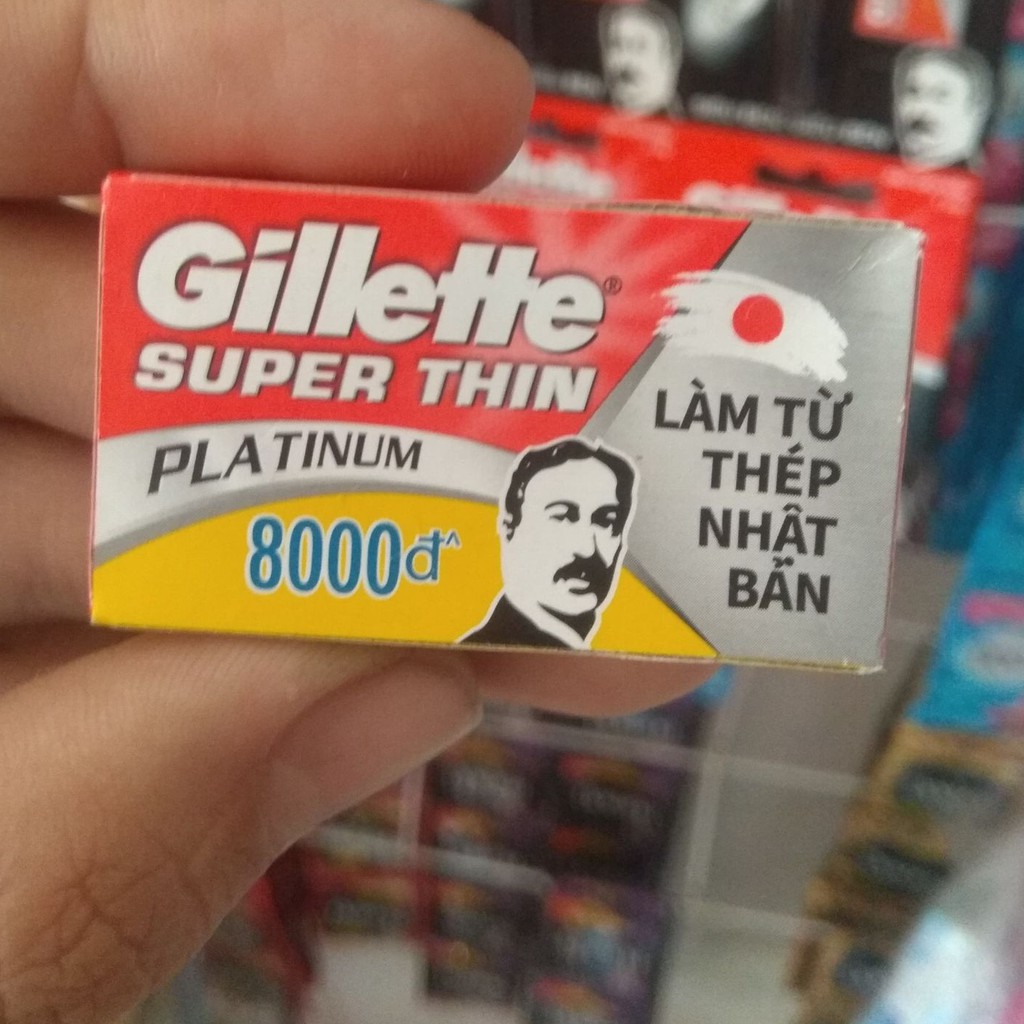 Gillette®
SUPER THIN
PLATINUM
8000đ^
LÀM TỪ
THÉP
NHẬT
BẢN